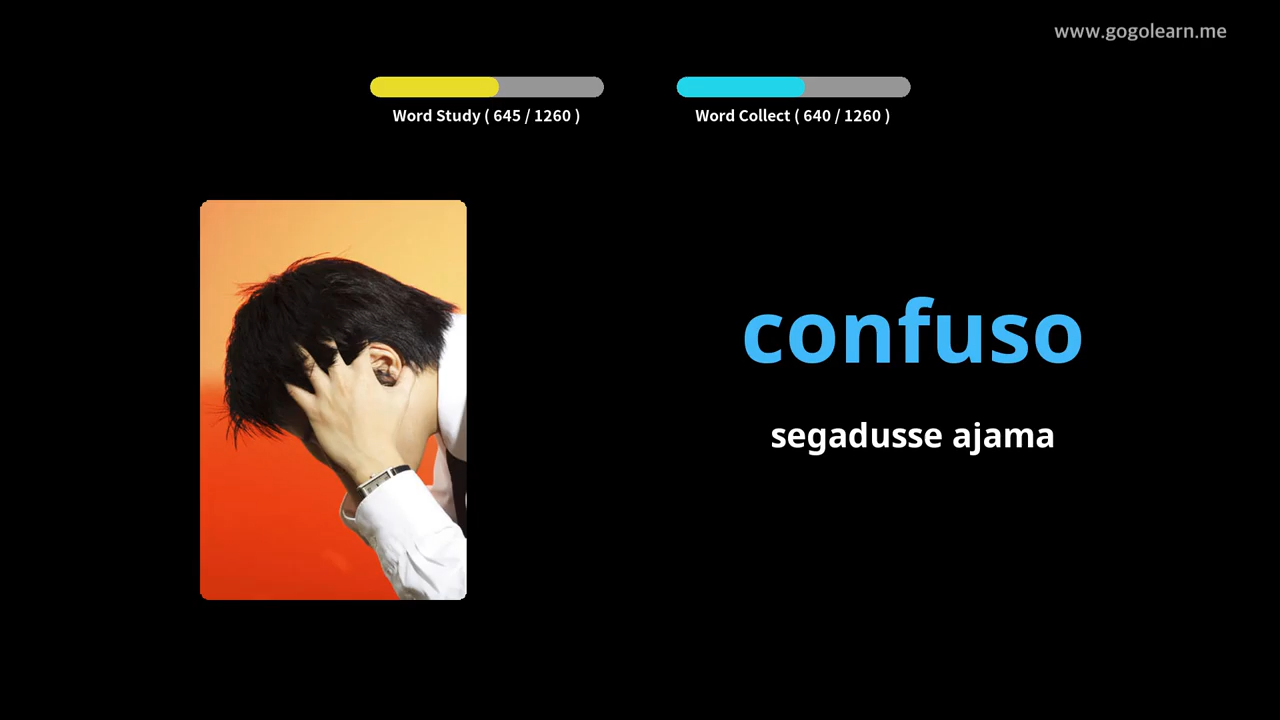 www.gogolearn.me
Word Study ( 645 / 1260 )
Word Collect ( 640 / 1260 )
confuso
segadusse ajama